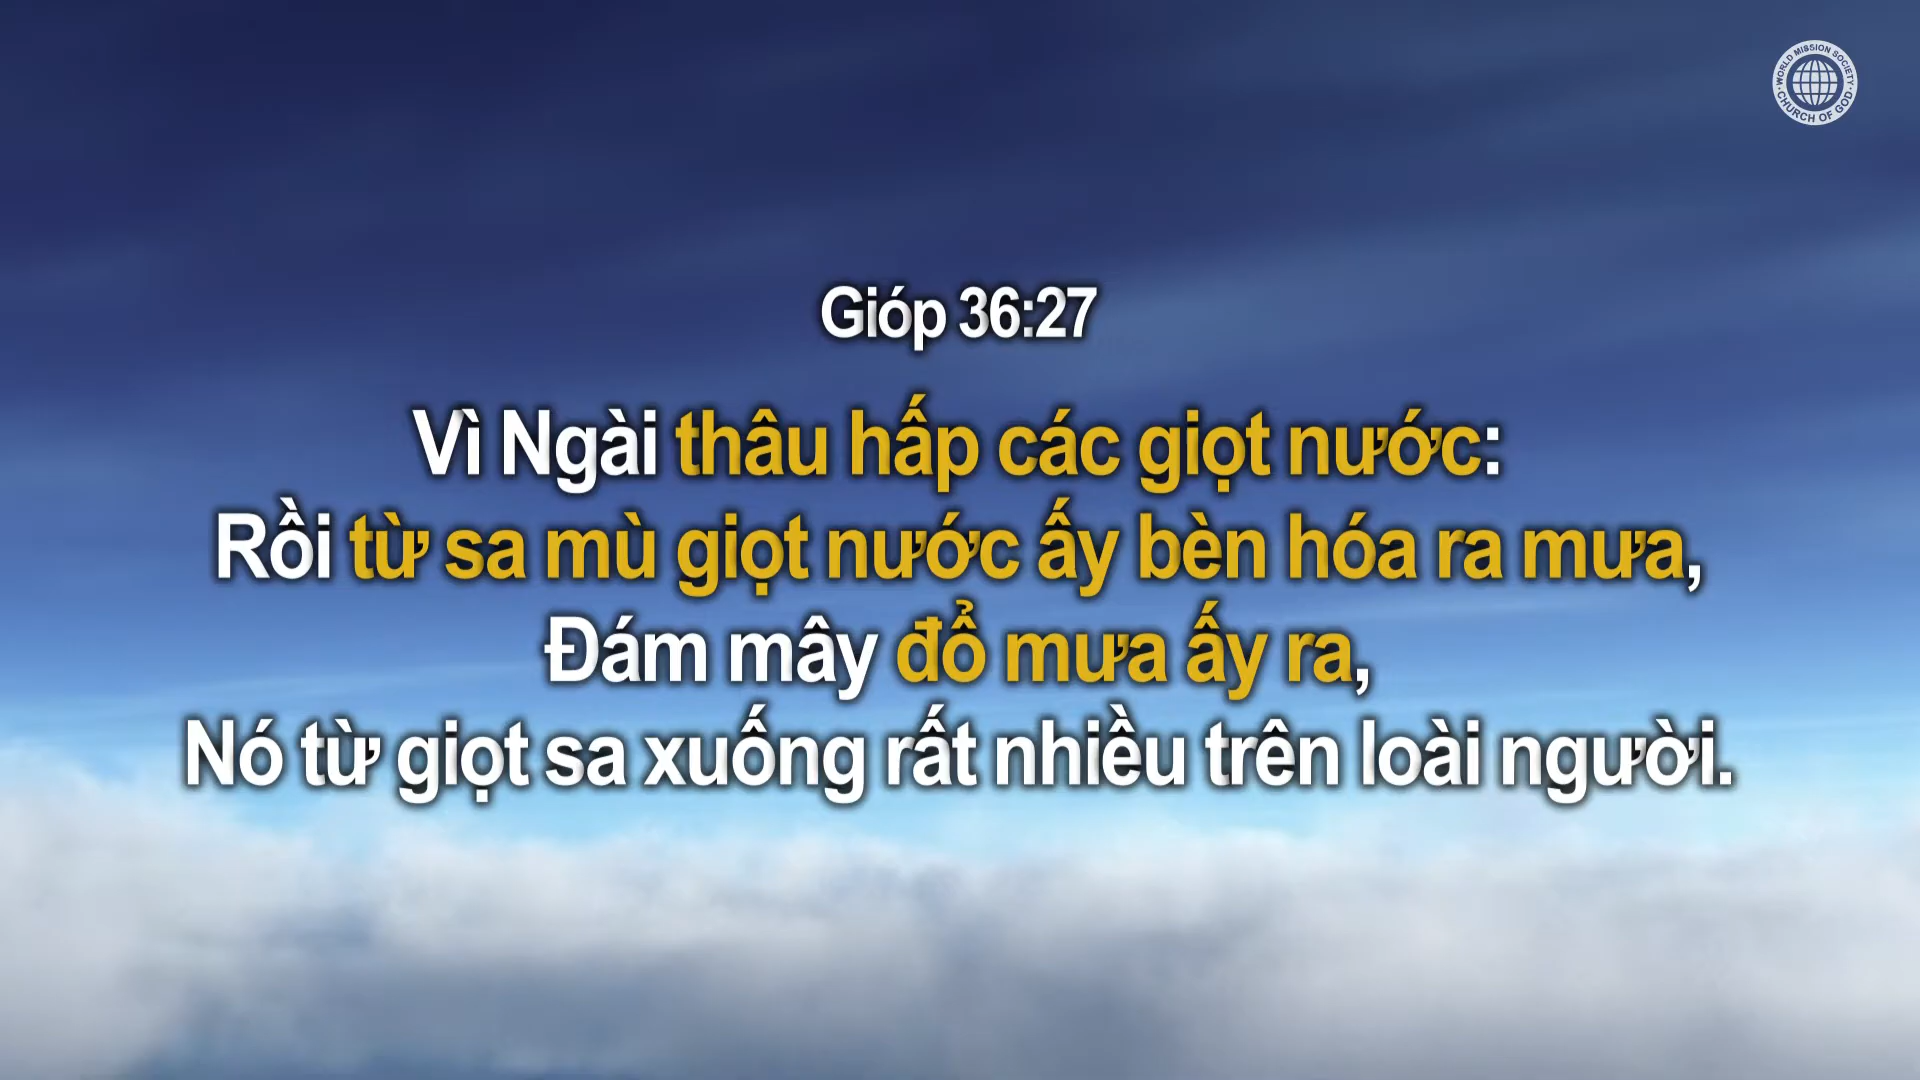 WORLD MISSION SOCIETY
CHURCH OF GOD
Gióp 36:27
Vì Ngài thâu hấp các giọt nước:
Rồi từ sa mù giọt nước ấy bèn hóa ra mưa,
Đám mây đổ mưa ấy ra,
Nó từ giọt sa xuống rất nhiều trên loài người.